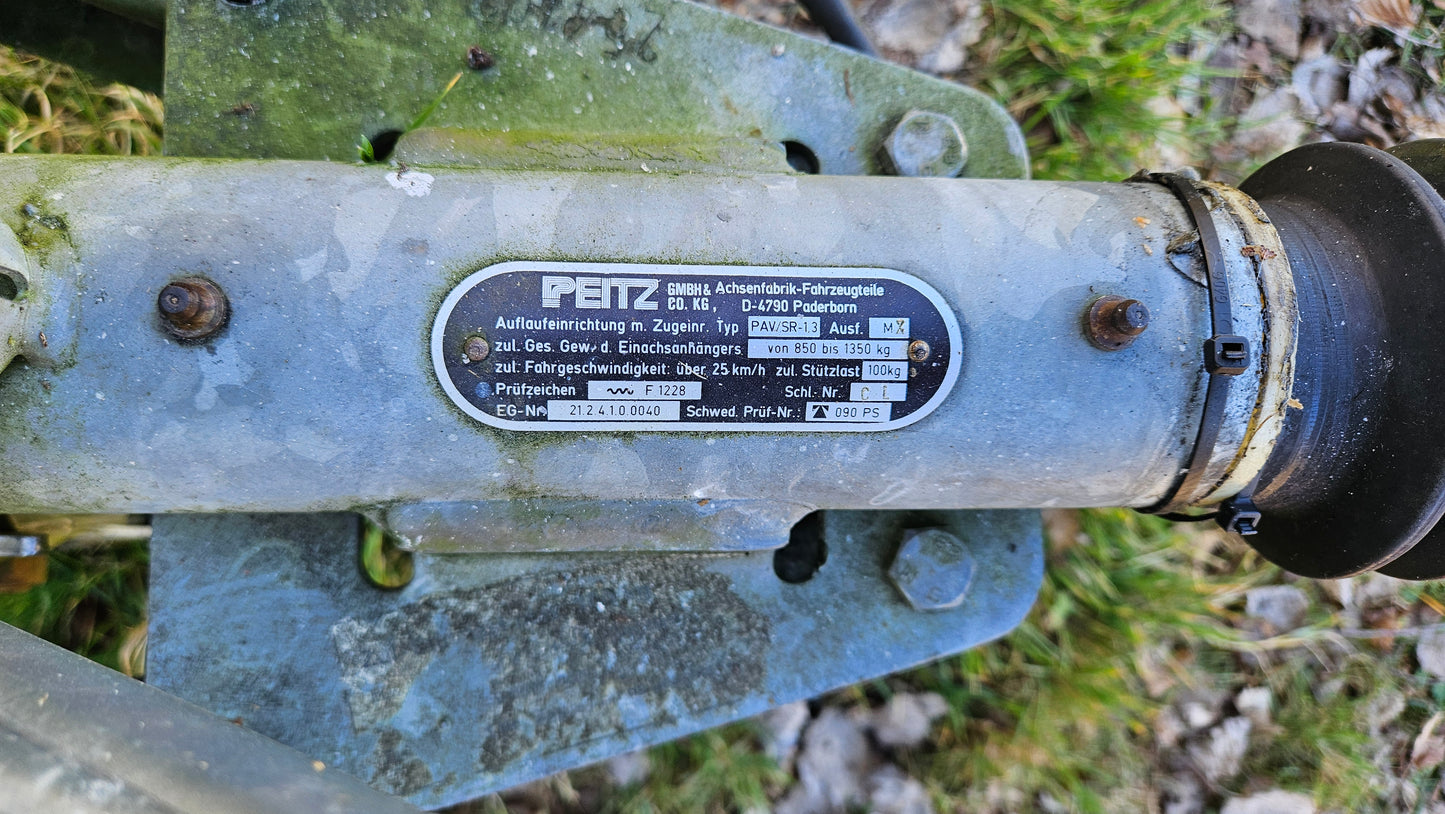 PEITZ GMBH & CO. KG, Achsenfabrik-Fahrzeugteile
D-4790 Paderborn
Auflaufeinrichtung m. Zugeinr. Typ PAV/SR-1.3 Ausf. M
zul. Ges. Gew. d. Einachsanhängers von 850 bis 1350 kg
zul. Fahrgeschwindigkeit: über 25 km/h zul. Stützlast 100kg
Prüfzeichen F 1228 Schl.-Nr. C L
EG-Nr. 21.2.4.1.0.0040 Schwed. Prüf-Nr.: 090 PS